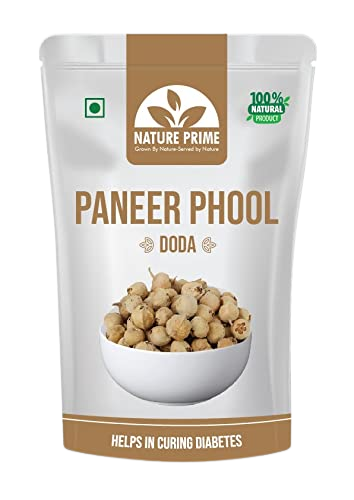 NATURE PRIME
Grown By Nature-Served by Nature
100%
NATURAL
PRODUCT
PANEER PHOOL
DODA
HELPS IN CURING DIABETES